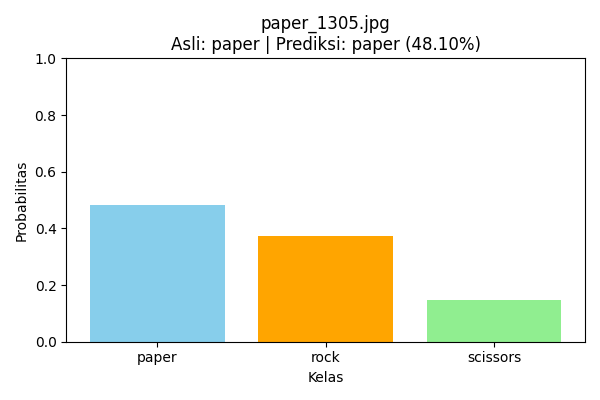 paper_1305.jpg
Asli: paper | Prediksi: paper (48.10%)
1.0
0.8
0.6
0.4
0.2
0.0
Probabilitas
paper rock scissors
Kelas